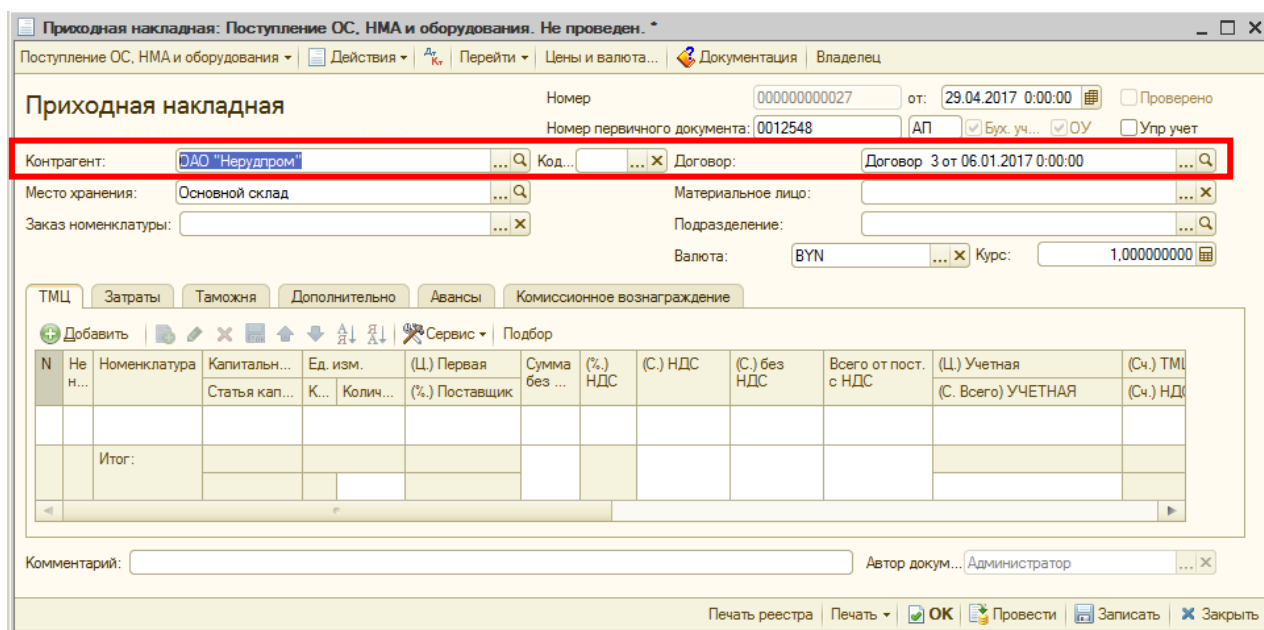 Приходная накладная: Поступление ОС, НМА и оборудования. Не проведен. *
Поступление ОС, НМА и оборудования Действия Дт Кт Перейти Цены и валюта... Документация Владелец
Приходная накладная Номер 000000000027 от: 29.04.2017 0:00:00 Проверено
Номер первичного документа: 0012548 АП Бух. уч... ОУ Упр учет
Контрагент: ОАО "Нерудпром" ... Код... ... Договор: Договор 3 от 06.01.2017 0:00:00 ...
Место хранения: Основной склад ... Материальное лицо: ...
Заказ номенклатуры: ... Подразделение: ...
Валюта: BYN ... Курс: 1,000000000
ТМЦ Затраты Таможня Дополнительно Авансы Комиссионное вознаграждение
Добавить Сервис Подбор
N Не н... Номенклатура Капитальн... Ед. изм. (Ц.) Первая Сумма без ... (%.) НДС (С.) НДС (С.) без НДС Всего от пост. с НДС (Ц.) Учетная (Сч.) ТМЦ
Статья кап... К... Колич... (%.) Поставщик (С. Всего) УЧЕТНАЯ (Сч.) НДС
Итог:
Комментарий: Автор докум... Администратор ...
Печать реестра Печать OK Провести Записать Закрыть